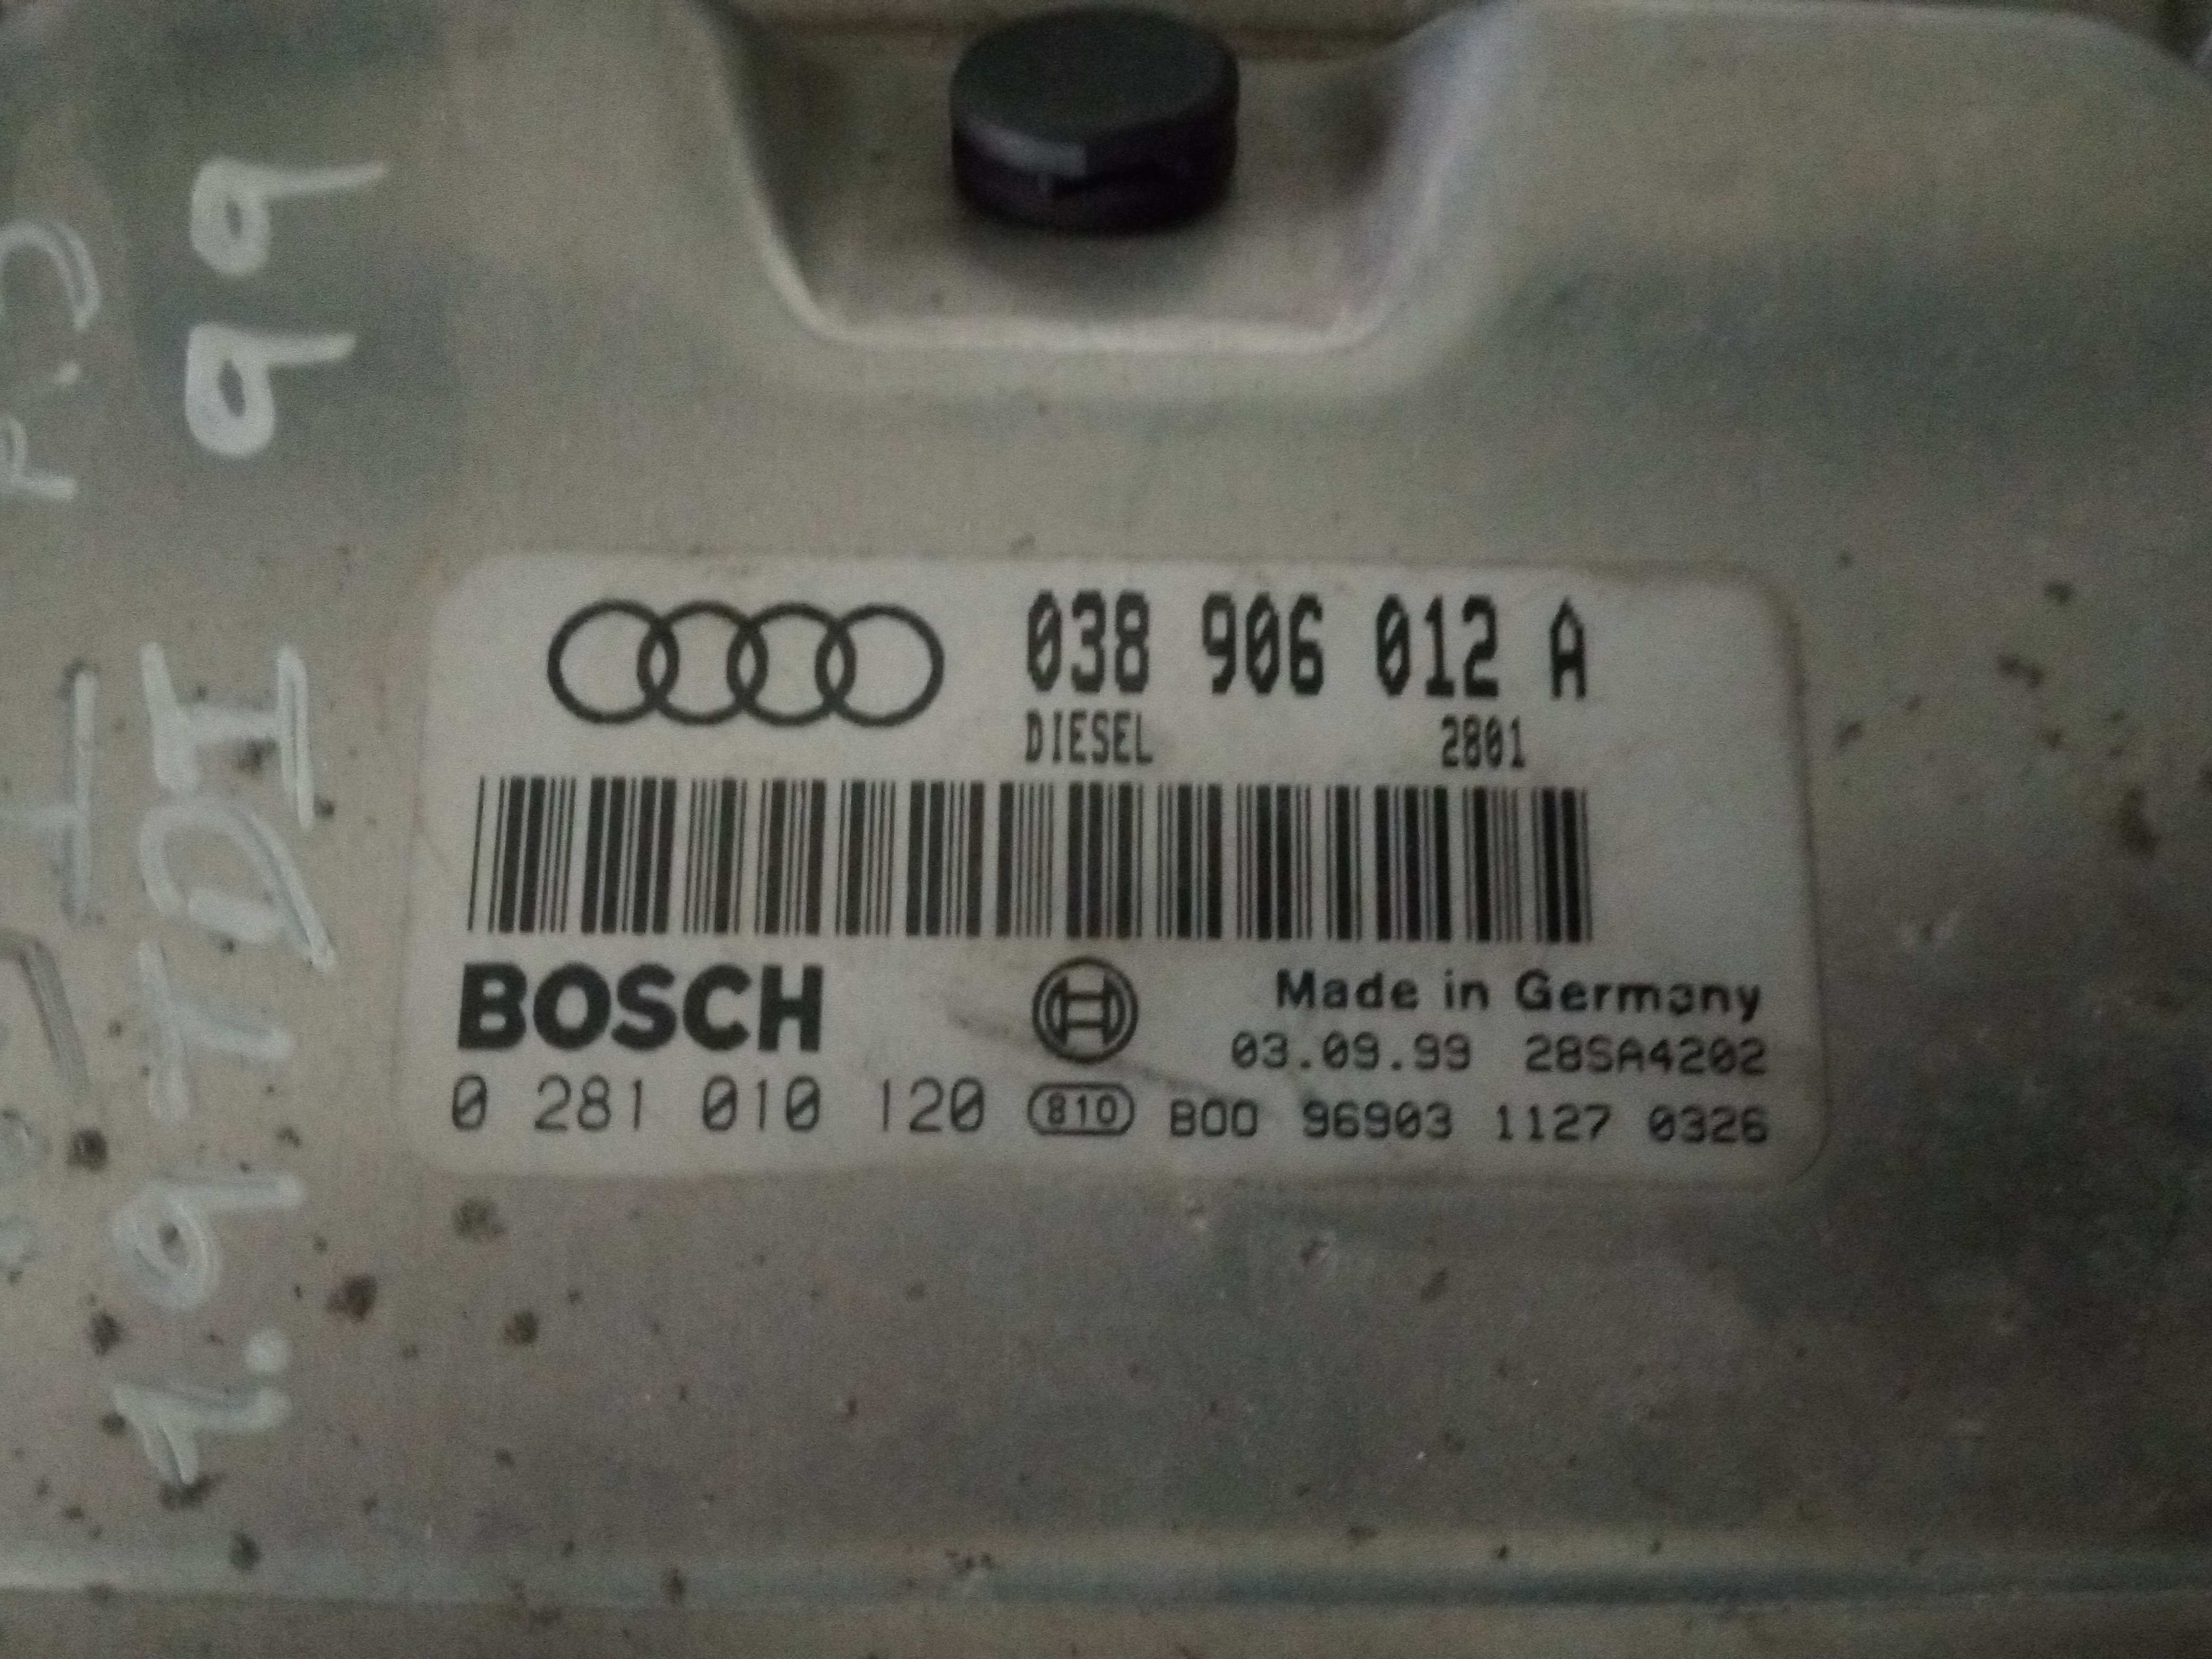 038 906 012 A
DIESEL 2801
BOSCH
Made in Germany
03.09.99 28SA4202
0 281 010 120 810 B00 96903 1127 0326
1.9 TDI 99